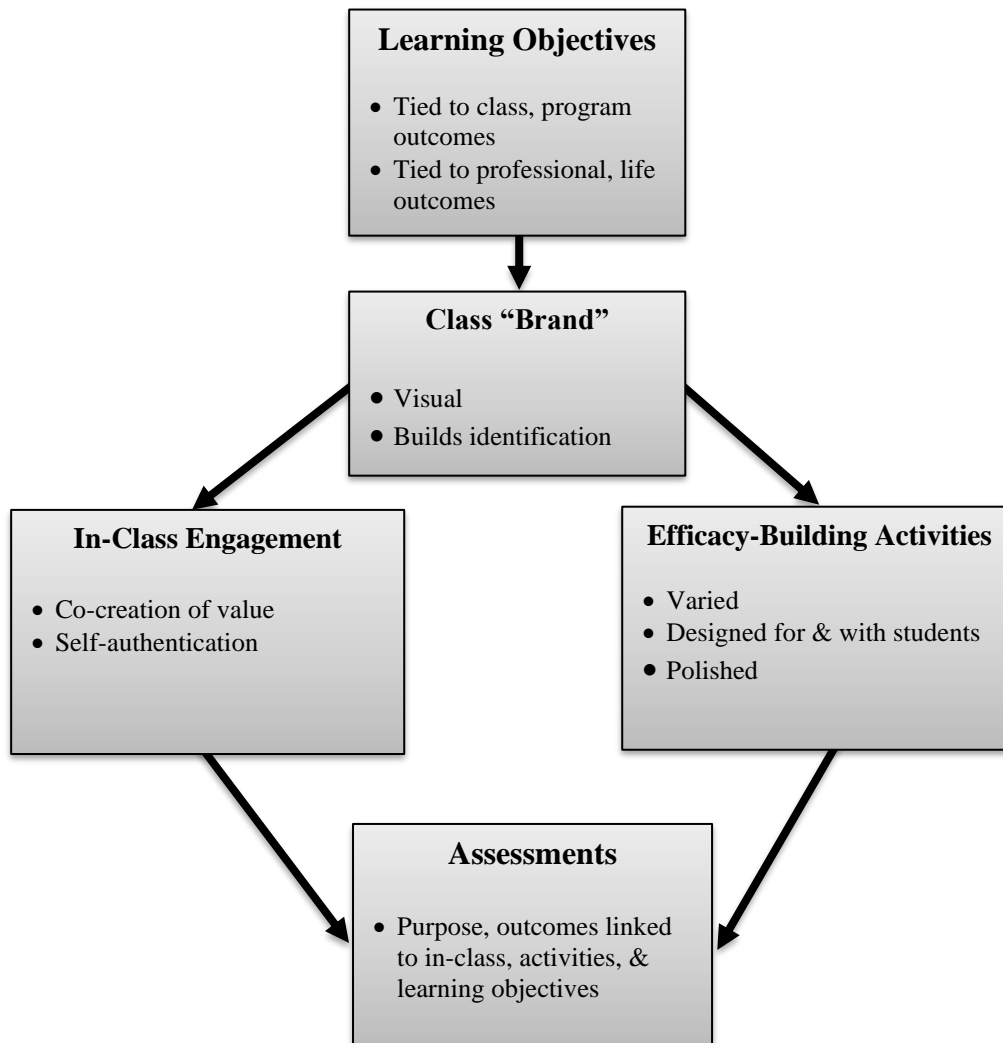 Learning Objectives
• Tied to class, program
outcomes
• Tied to professional, life
outcomes
Class “Brand”
• Visual
• Builds identification
In-Class Engagement
• Co-creation of value
• Self-authentication
Efficacy-Building Activities
• Varied
• Designed for & with students
• Polished
Assessments
• Purpose, outcomes linked
to in-class, activities, &
learning objectives